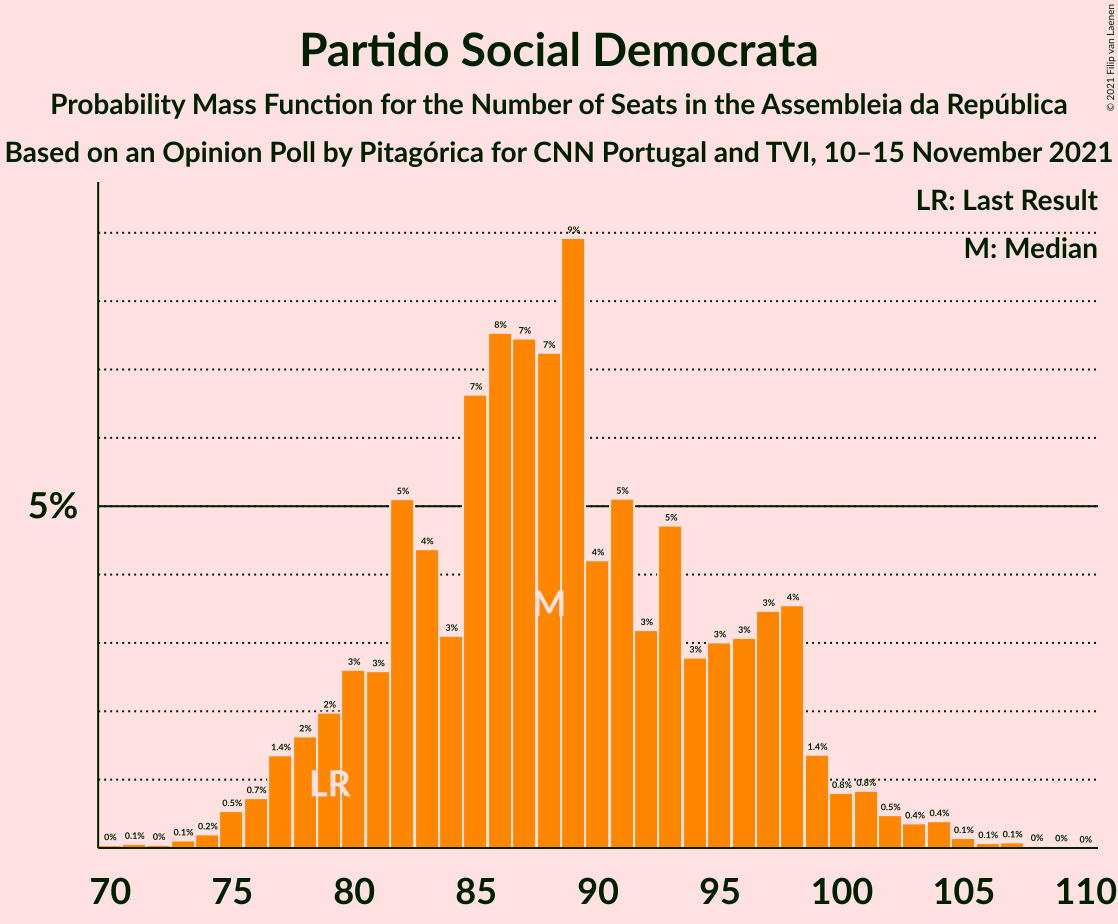 Partido Social Democrata
Probability Mass Function for the Number of Seats in the Assembleia da República
Based on an Opinion Poll by Pitagórica for CNN Portugal and TVI, 10–15 November 2021
© 2021 Filip van Laenen
LR: Last Result
M: Median
5%
0% 0.1% 0% 0.1% 0.2% 0.5% 0.7% 1.4% 2% 2% 3% 3% 5% 4% 3% 7% 8% 7% 7% 9% 4% 5% 3% 5% 3% 3% 3% 3% 4% 1.4% 0.8% 0.8% 0.5% 0.4% 0.4% 0.1% 0.1% 0.1% 0% 0% 0%
M
LR
70 75 80 85 90 95 100 105 110